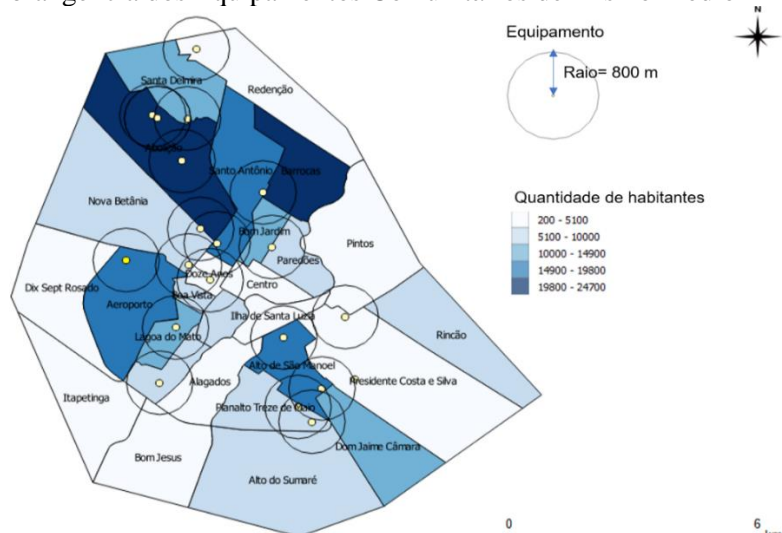 N
Equipamento
Raio= 800 m
Santa Delmira
Redenção
Abolição
Santo Antônio
Barrocas
Nova Betânia
Bom Jardim
Paredões
Pintos
Quantidade de habitantes
200 - 5100
5100 - 10000
10000 - 14900
14900 - 19800
19800 - 24700
Dix Sept Rosado
Doze Anos
Centro
Boa Vista
Aeroporto
Ilha de Santa Luzia
Rincão
Lagoa do Mato
Alto de São Manoel
Itapetinga
Alagados
Presidente Costa e Silva
Planalto Treze de Maio
Bom Jesus
Dom Jaime Câmara
Alto do Sumaré
0 6